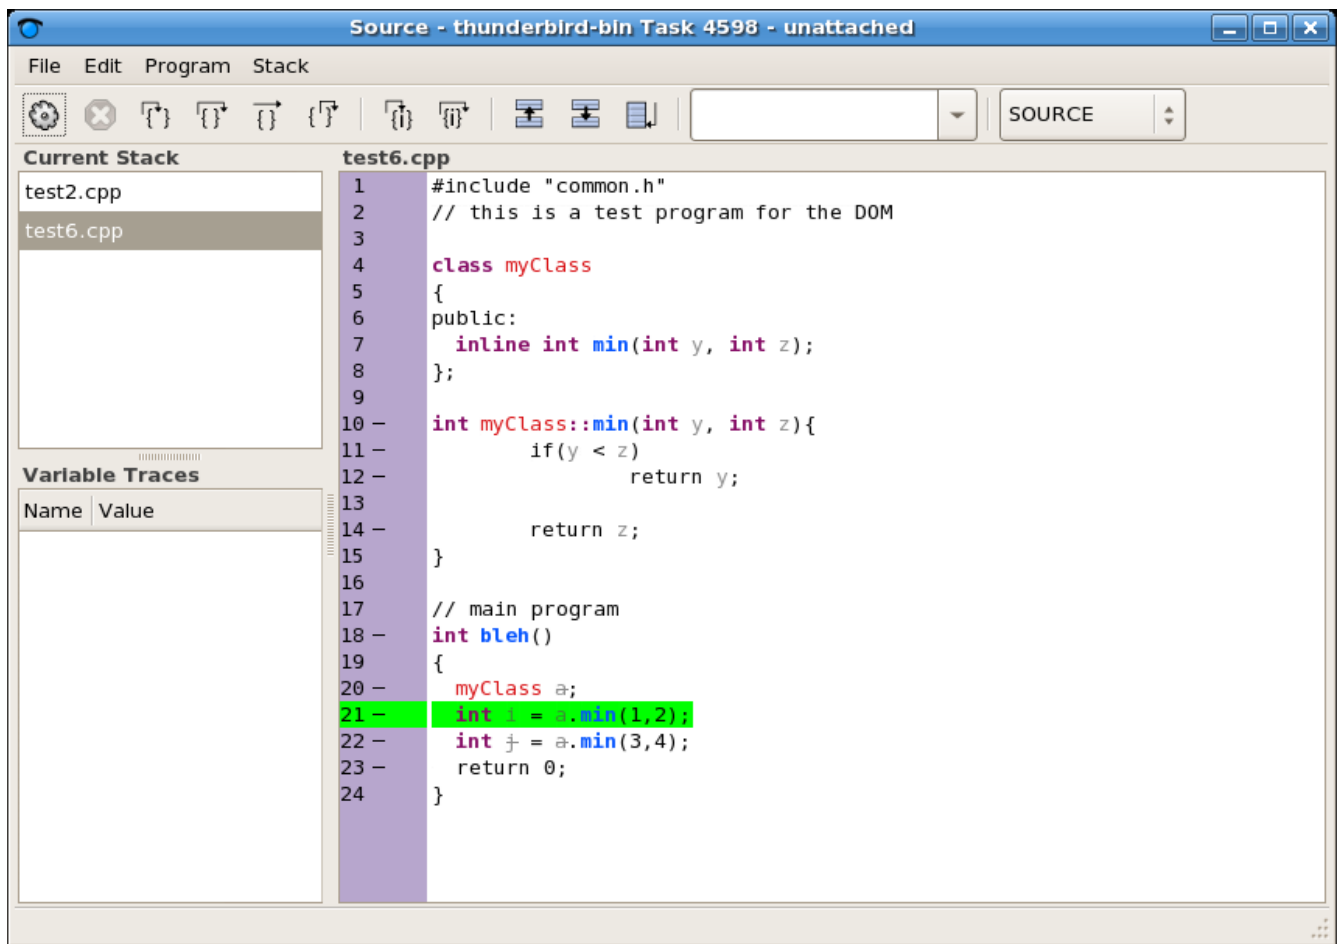 Source - thunderbird-bin Task 4598 - unattached
File Edit Program Stack
SOURCE
Current Stack
test2.cpp
test6.cpp
Variable Traces
Name Value
test6.cpp
1 #include "common.h"
2 // this is a test program for the DOM
3
4 class myClass
5 {
6 public:
7   inline int min(int y, int z);
8 };
9
10 – int myClass::min(int y, int z){
11 –         if(y < z)
12 –                 return y;
13
14 –         return z;
15 }
16
17 // main program
18 – int bleh()
19 {
20 –   myClass a;
21 –   int i = a.min(1,2);
22 –   int j = a.min(3,4);
23 –   return 0;
24 }